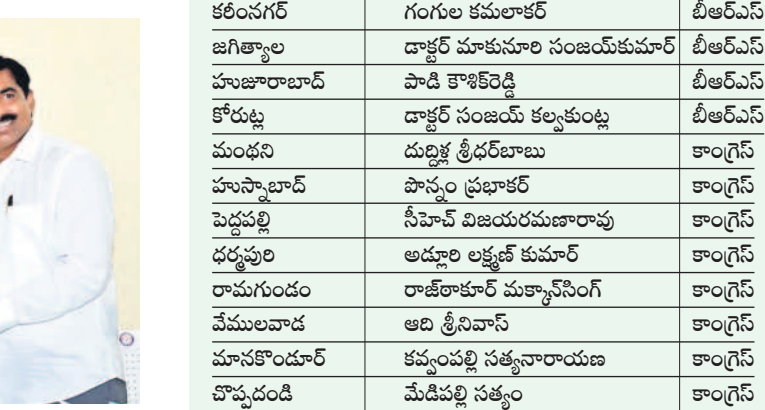 కరీంనగర్ గంగుల కమలాకర్ బీఆర్ఎస్
జగిత్యాల డాక్టర్ మాకునూరి సంజయ్‌కుమార్ బీఆర్ఎస్
హుజూరాబాద్ పాడి కౌశిక్‌రెడ్డి బీఆర్ఎస్
కోరుట్ల డాక్టర్ సంజయ్ కల్వకుంట్ల బీఆర్ఎస్
మంథని దుద్దిళ్ల శ్రీధర్‌బాబు కాంగ్రెస్
హుస్నాబాద్ పొన్నం ప్రభాకర్ కాంగ్రెస్
పెద్దపల్లి సీహెచ్ విజయరమణారావు కాంగ్రెస్
ధర్మపురి అడ్లూరి లక్ష్మణ్ కుమార్ కాంగ్రెస్
రామగుండం రాజ్‌ఠాకూర్ మక్కాన్‌సింగ్ కాంగ్రెస్
వేములవాడ ఆది శ్రీనివాస్ కాంగ్రెస్
మానకొండూర్ కవ్వంపల్లి సత్యనారాయణ కాంగ్రెస్
చొప్పదండి మేడిపల్లి సత్యం కాంగ్రెస్